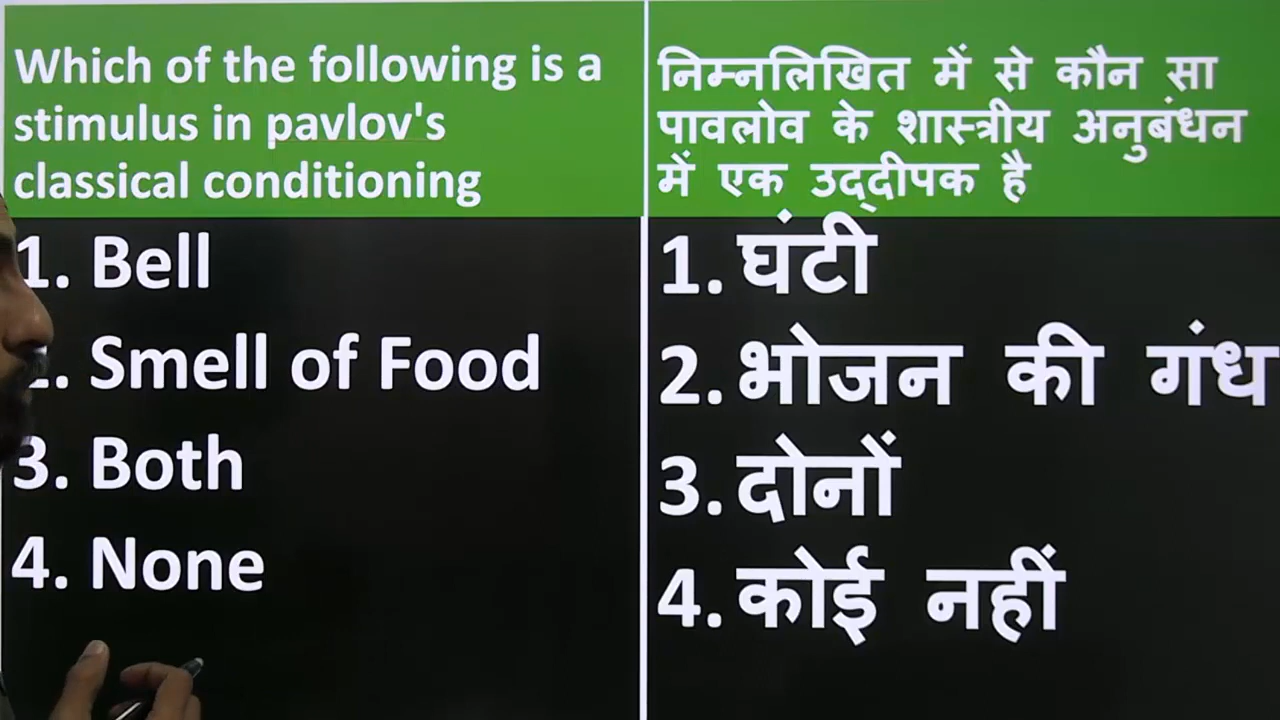 Which of the following is a
stimulus in pavlov's
classical conditioning
1. Bell
2. Smell of Food
3. Both
4. None
निम्नलिखित में से कौन सा
पावलोव के शास्त्रीय अनुबंधन
में एक उद्दीपक है
1. घंटी
2. भोजन की गंध
3. दोनों
4. कोई नहीं